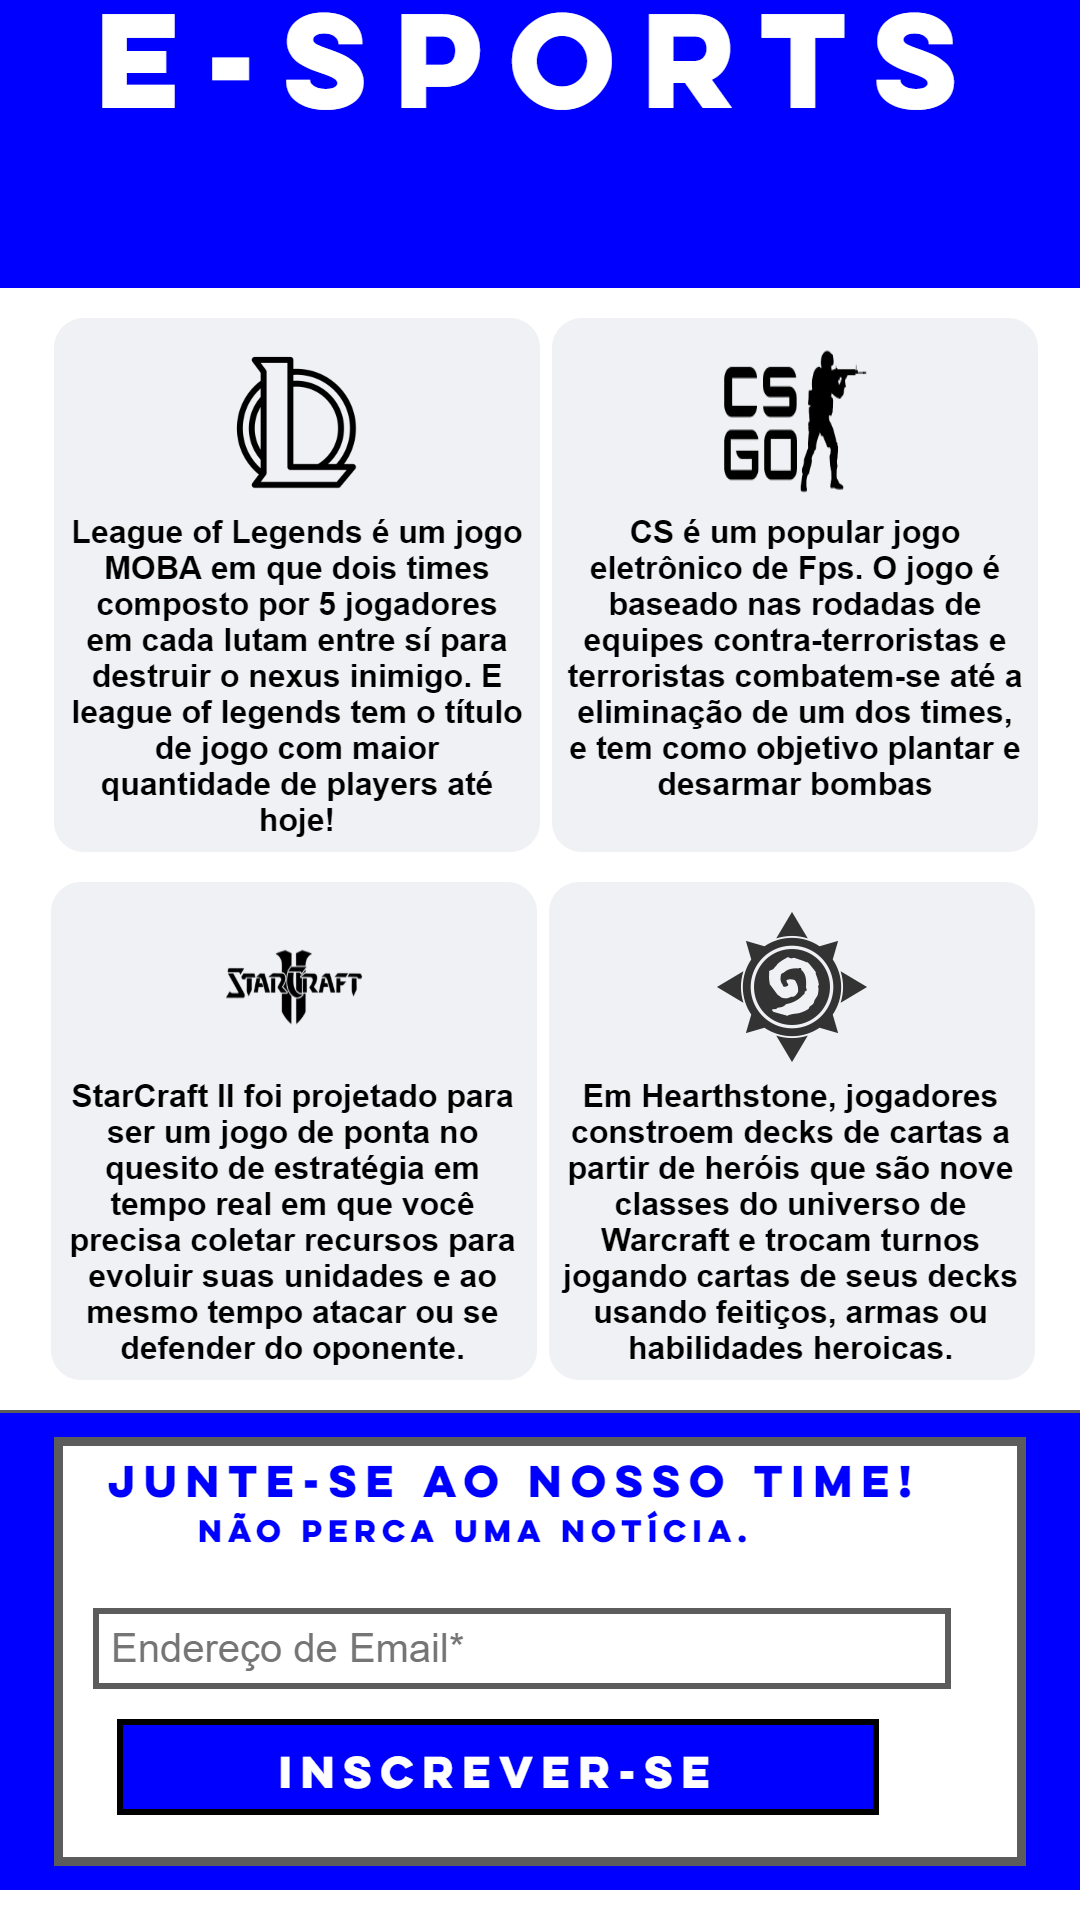 E-SPORTS
League of Legends é um jogo
MOBA em que dois times
composto por 5 jogadores
em cada lutam entre sí para
destruir o nexus inimigo. E
league of legends tem o título
de jogo com maior
quantidade de players até
hoje!
CS
GO
CS é um popular jogo
eletrônico de Fps. O jogo é
baseado nas rodadas de
equipes contra-terroristas e
terroristas combatem-se até a
eliminação de um dos times,
e tem como objetivo plantar e
desarmar bombas
STARCRAFT
II
StarCraft II foi projetado para
ser um jogo de ponta no
quesito de estratégia em
tempo real em que você
precisa coletar recursos para
evoluir suas unidades e ao
mesmo tempo atacar ou se
defender do oponente.
Em Hearthstone, jogadores
constroem decks de cartas a
partir de heróis que são nove
classes do universo de
Warcraft e trocam turnos
jogando cartas de seus decks
usando feitiços, armas ou
habilidades heroicas.
JUNTE-SE AO NOSSO TIME!
NÃO PERCA UMA NOTÍCIA.
Endereço de Email*
INSCREVER-SE